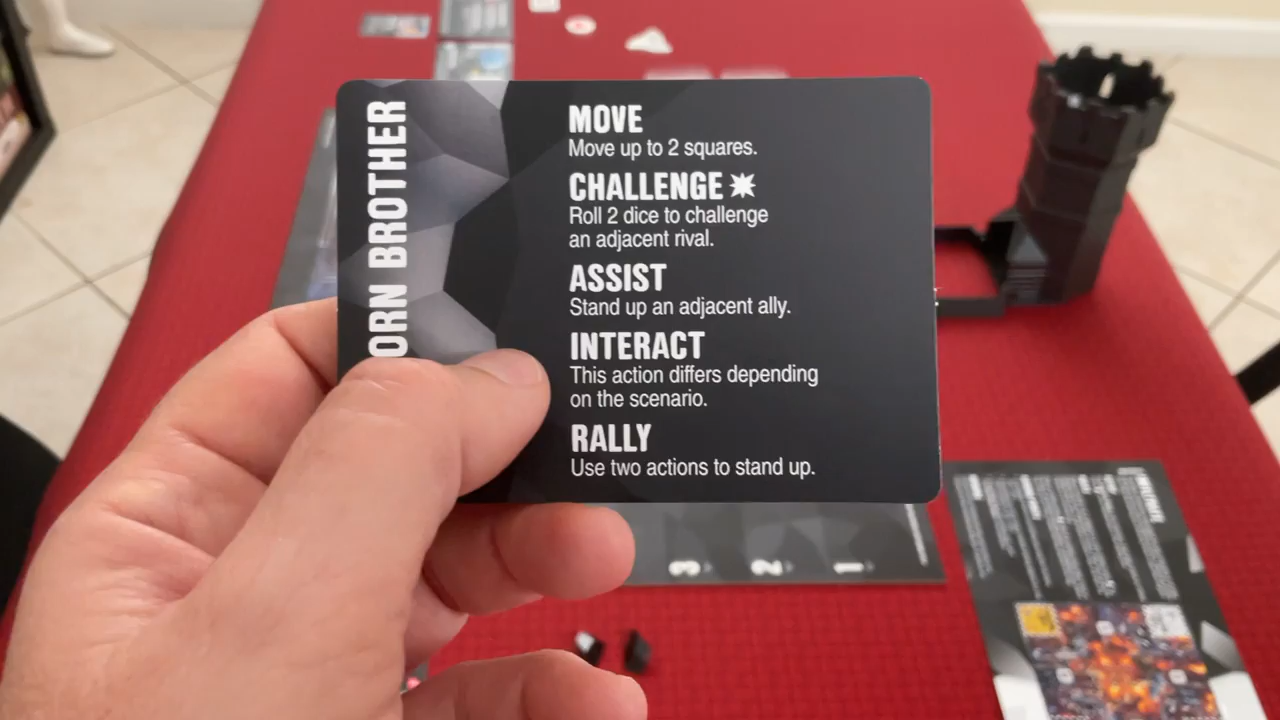 ORN BROTHER
MOVE
Move up to 2 squares.
CHALLENGE
Roll 2 dice to challenge
an adjacent rival.
ASSIST
Stand up an adjacent ally.
INTERACT
This action differs depending
on the scenario.
RALLY
Use two actions to stand up.
3
2
1